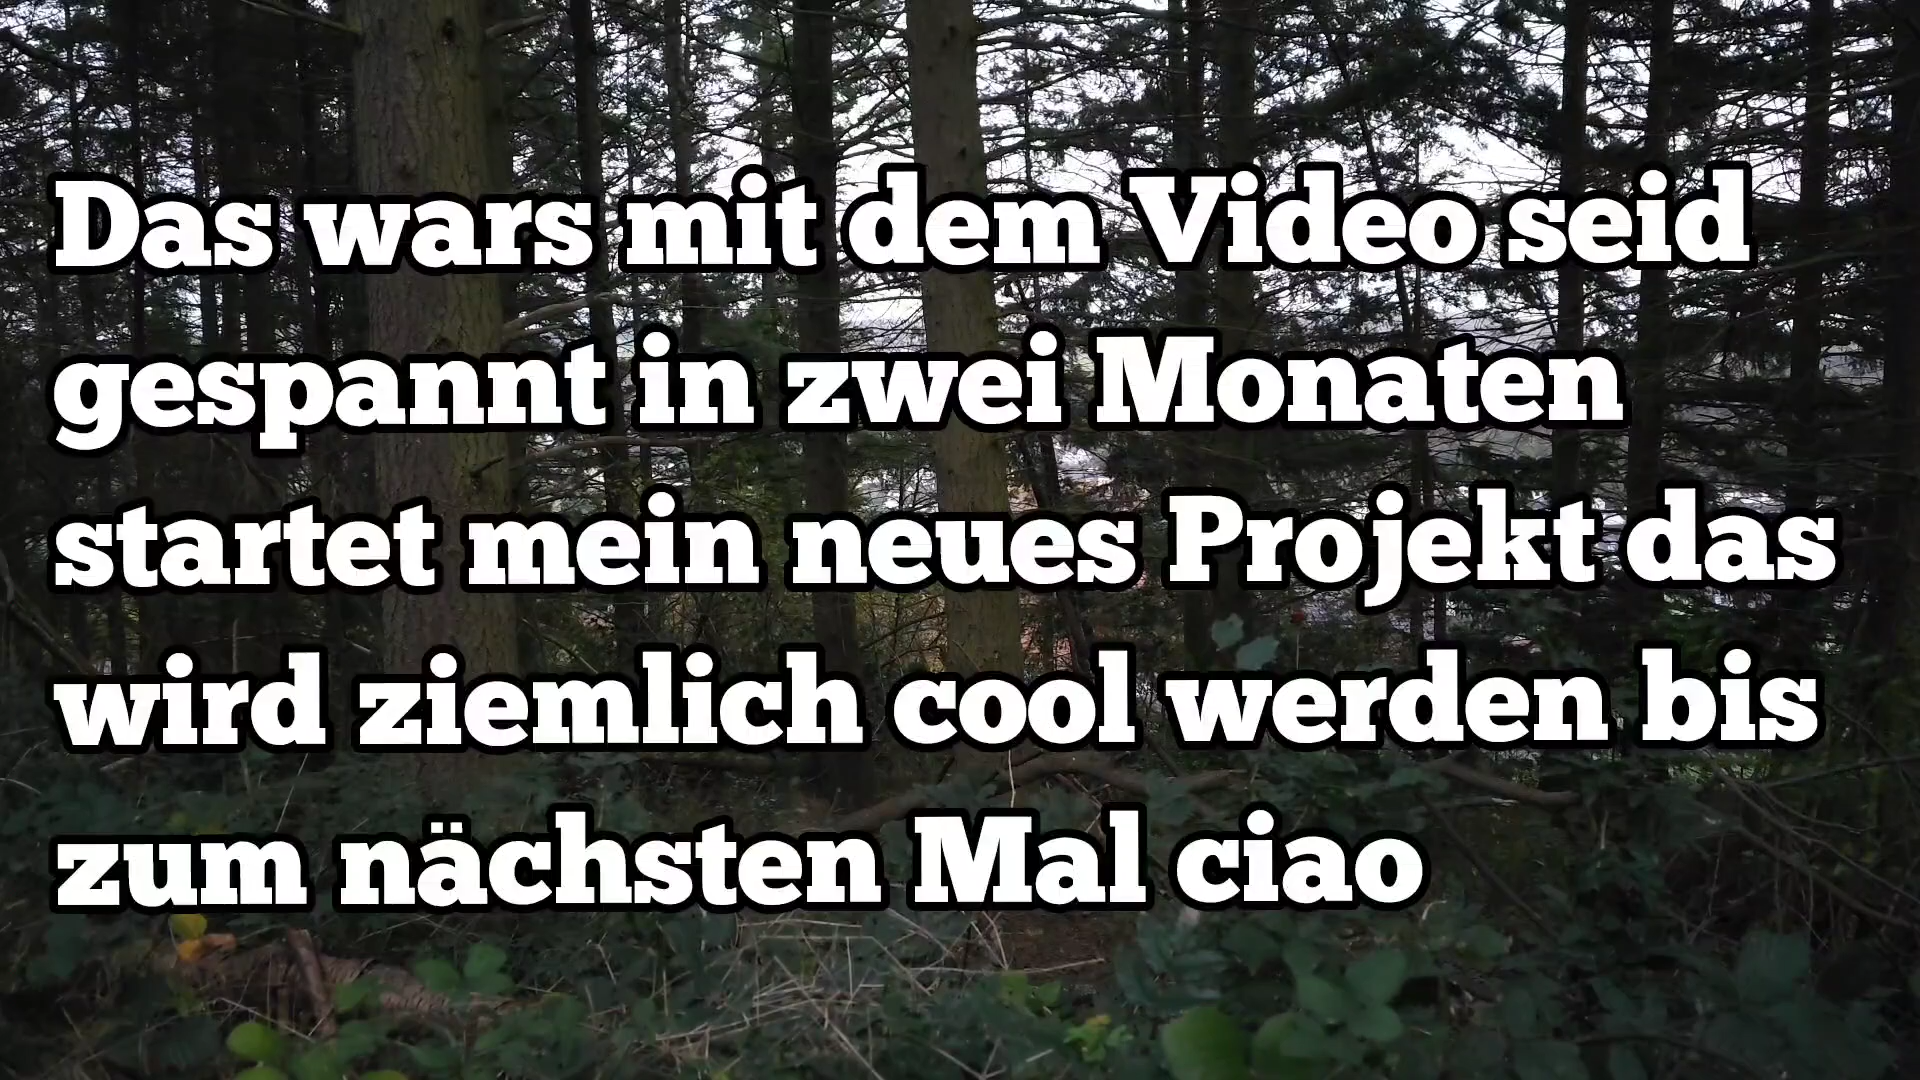 Das wars mit dem Video seid
gespannt in zwei Monaten
startet mein neues Projekt das
wird ziemlich cool werden bis
zum nächsten Mal ciao